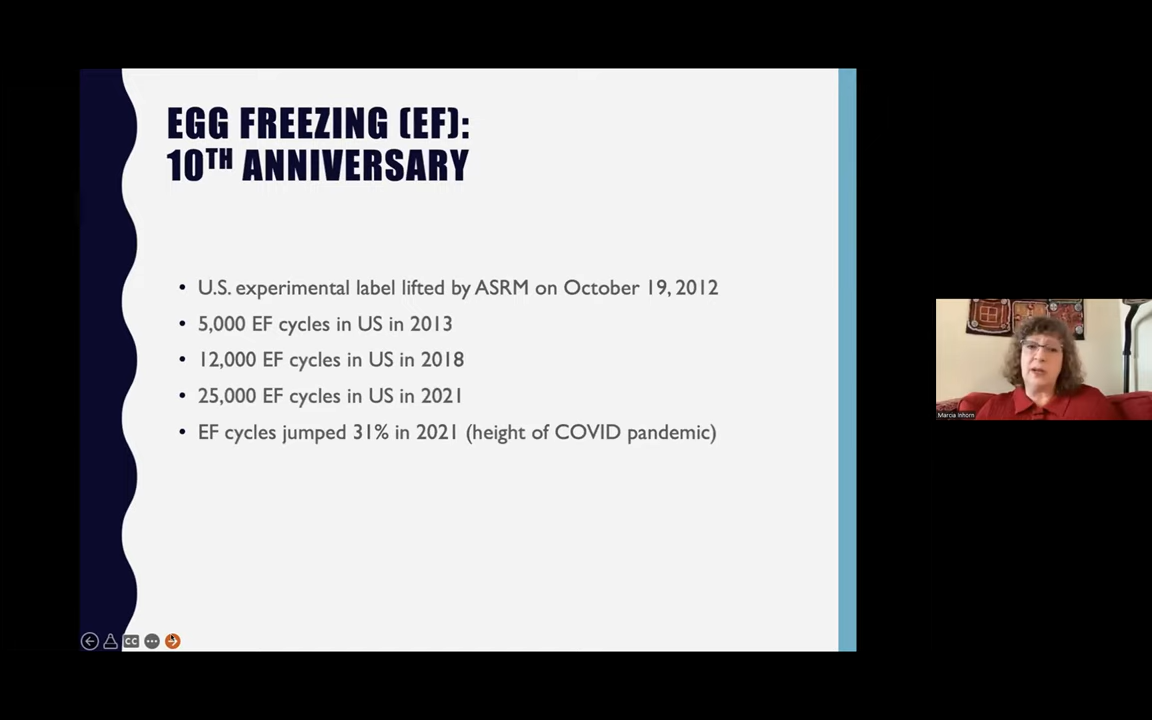 EGG FREEZING (EF):
10TH ANNIVERSARY
• U.S. experimental label lifted by ASRM on October 19, 2012
• 5,000 EF cycles in US in 2013
• 12,000 EF cycles in US in 2018
• 25,000 EF cycles in US in 2021
• EF cycles jumped 31% in 2021 (height of COVID pandemic)
CC
Marcia Inhorn